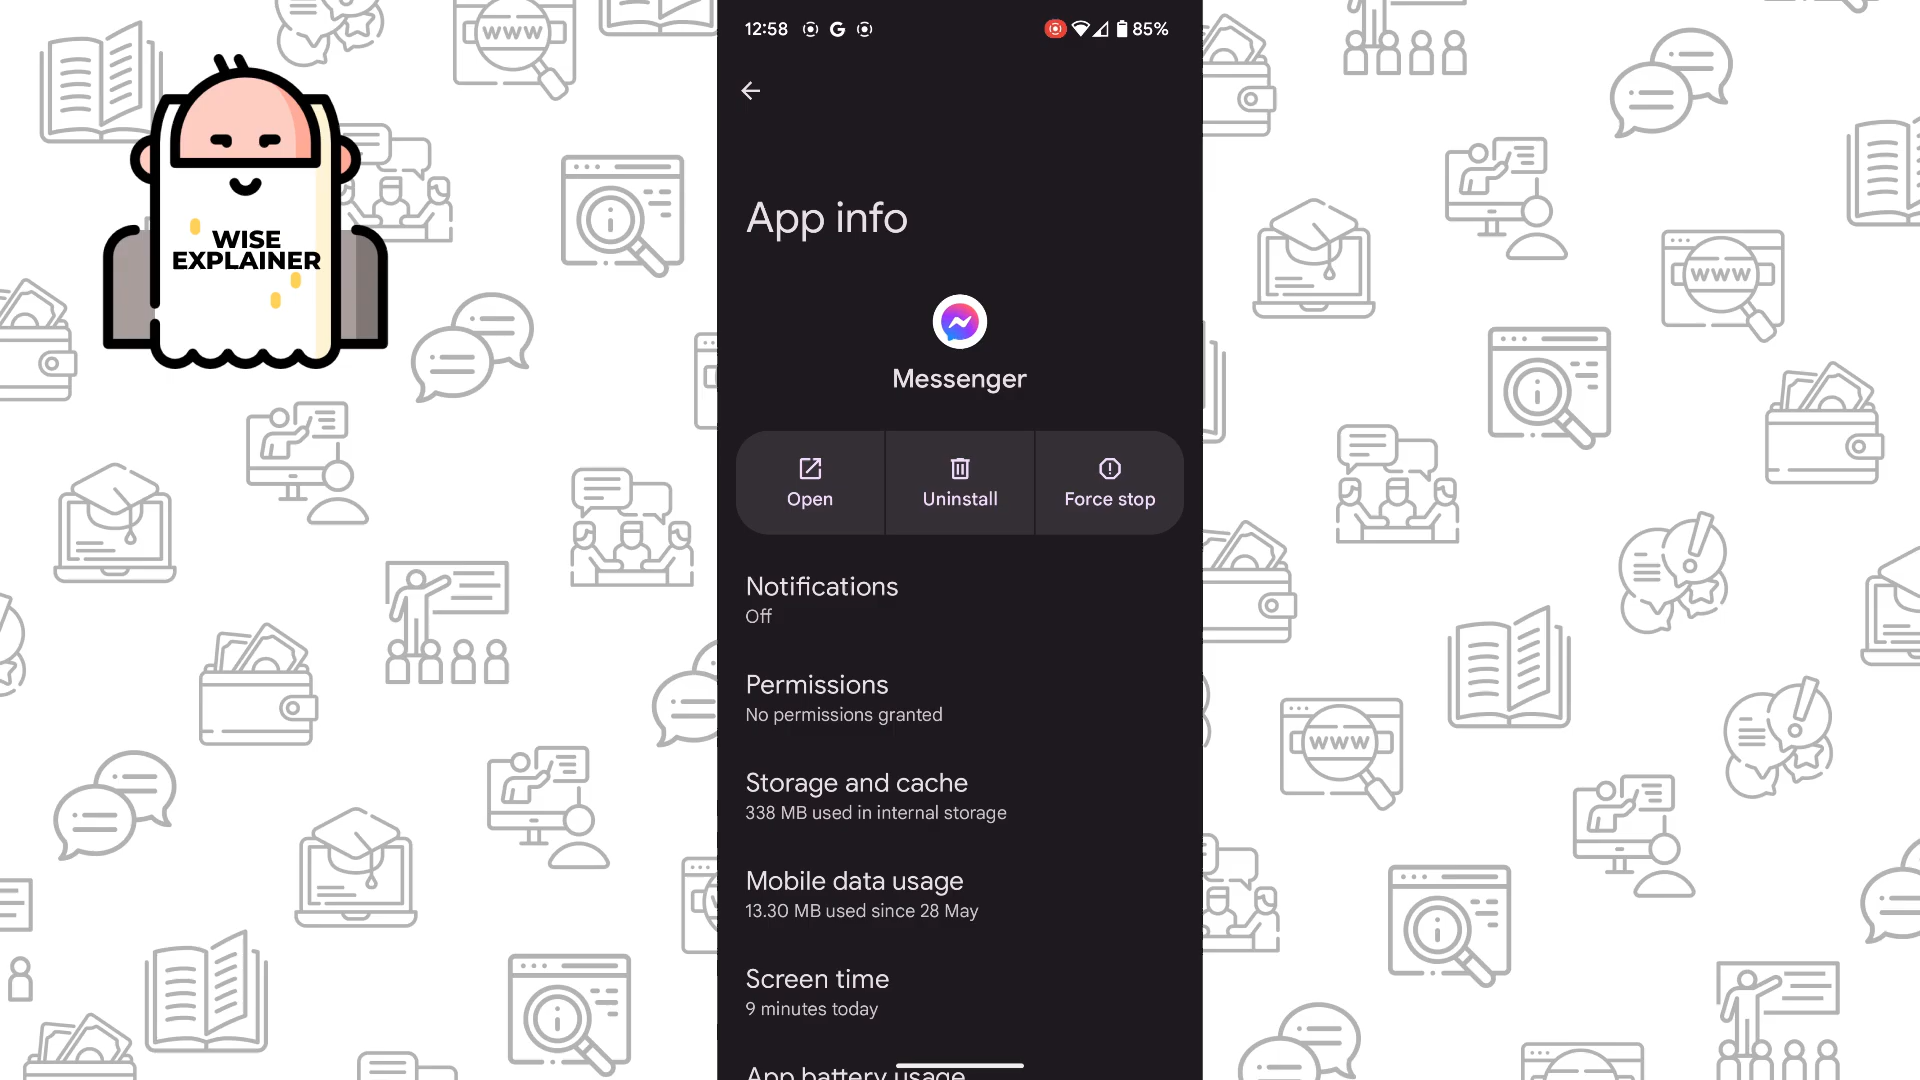 WWW
WISE
EXPLAINER
12:58
85%
App info
Messenger
Open
Uninstall
Force stop
Notifications
Off
Permissions
No permissions granted
Storage and cache
338 MB used in internal storage
Mobile data usage
13.30 MB used since 28 May
Screen time
9 minutes today
App battery usage
WWW
WWW